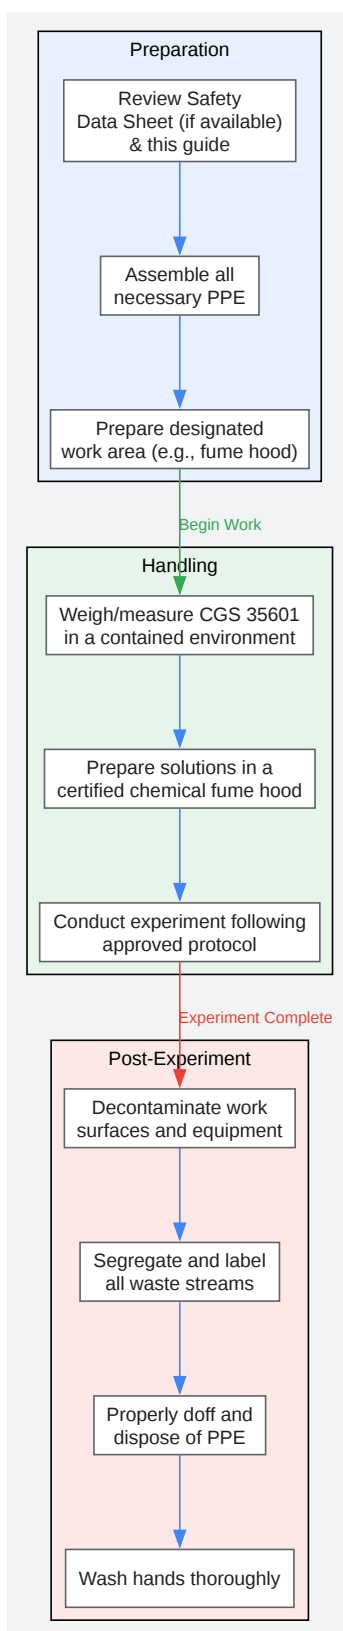 Preparation
Review Safety
Data Sheet (if available)
& this guide
Assemble all
necessary PPE
Prepare designated
work area (e.g., fume hood)
Begin Work
Handling
Weigh/measure CGS 35601
in a contained environment
Prepare solutions in a
certified chemical fume hood
Conduct experiment following
approved protocol
Experiment Complete
Post-Experiment
Decontaminate work
surfaces and equipment
Segregate and label
all waste streams
Properly doff and
dispose of PPE
Wash hands thoroughly